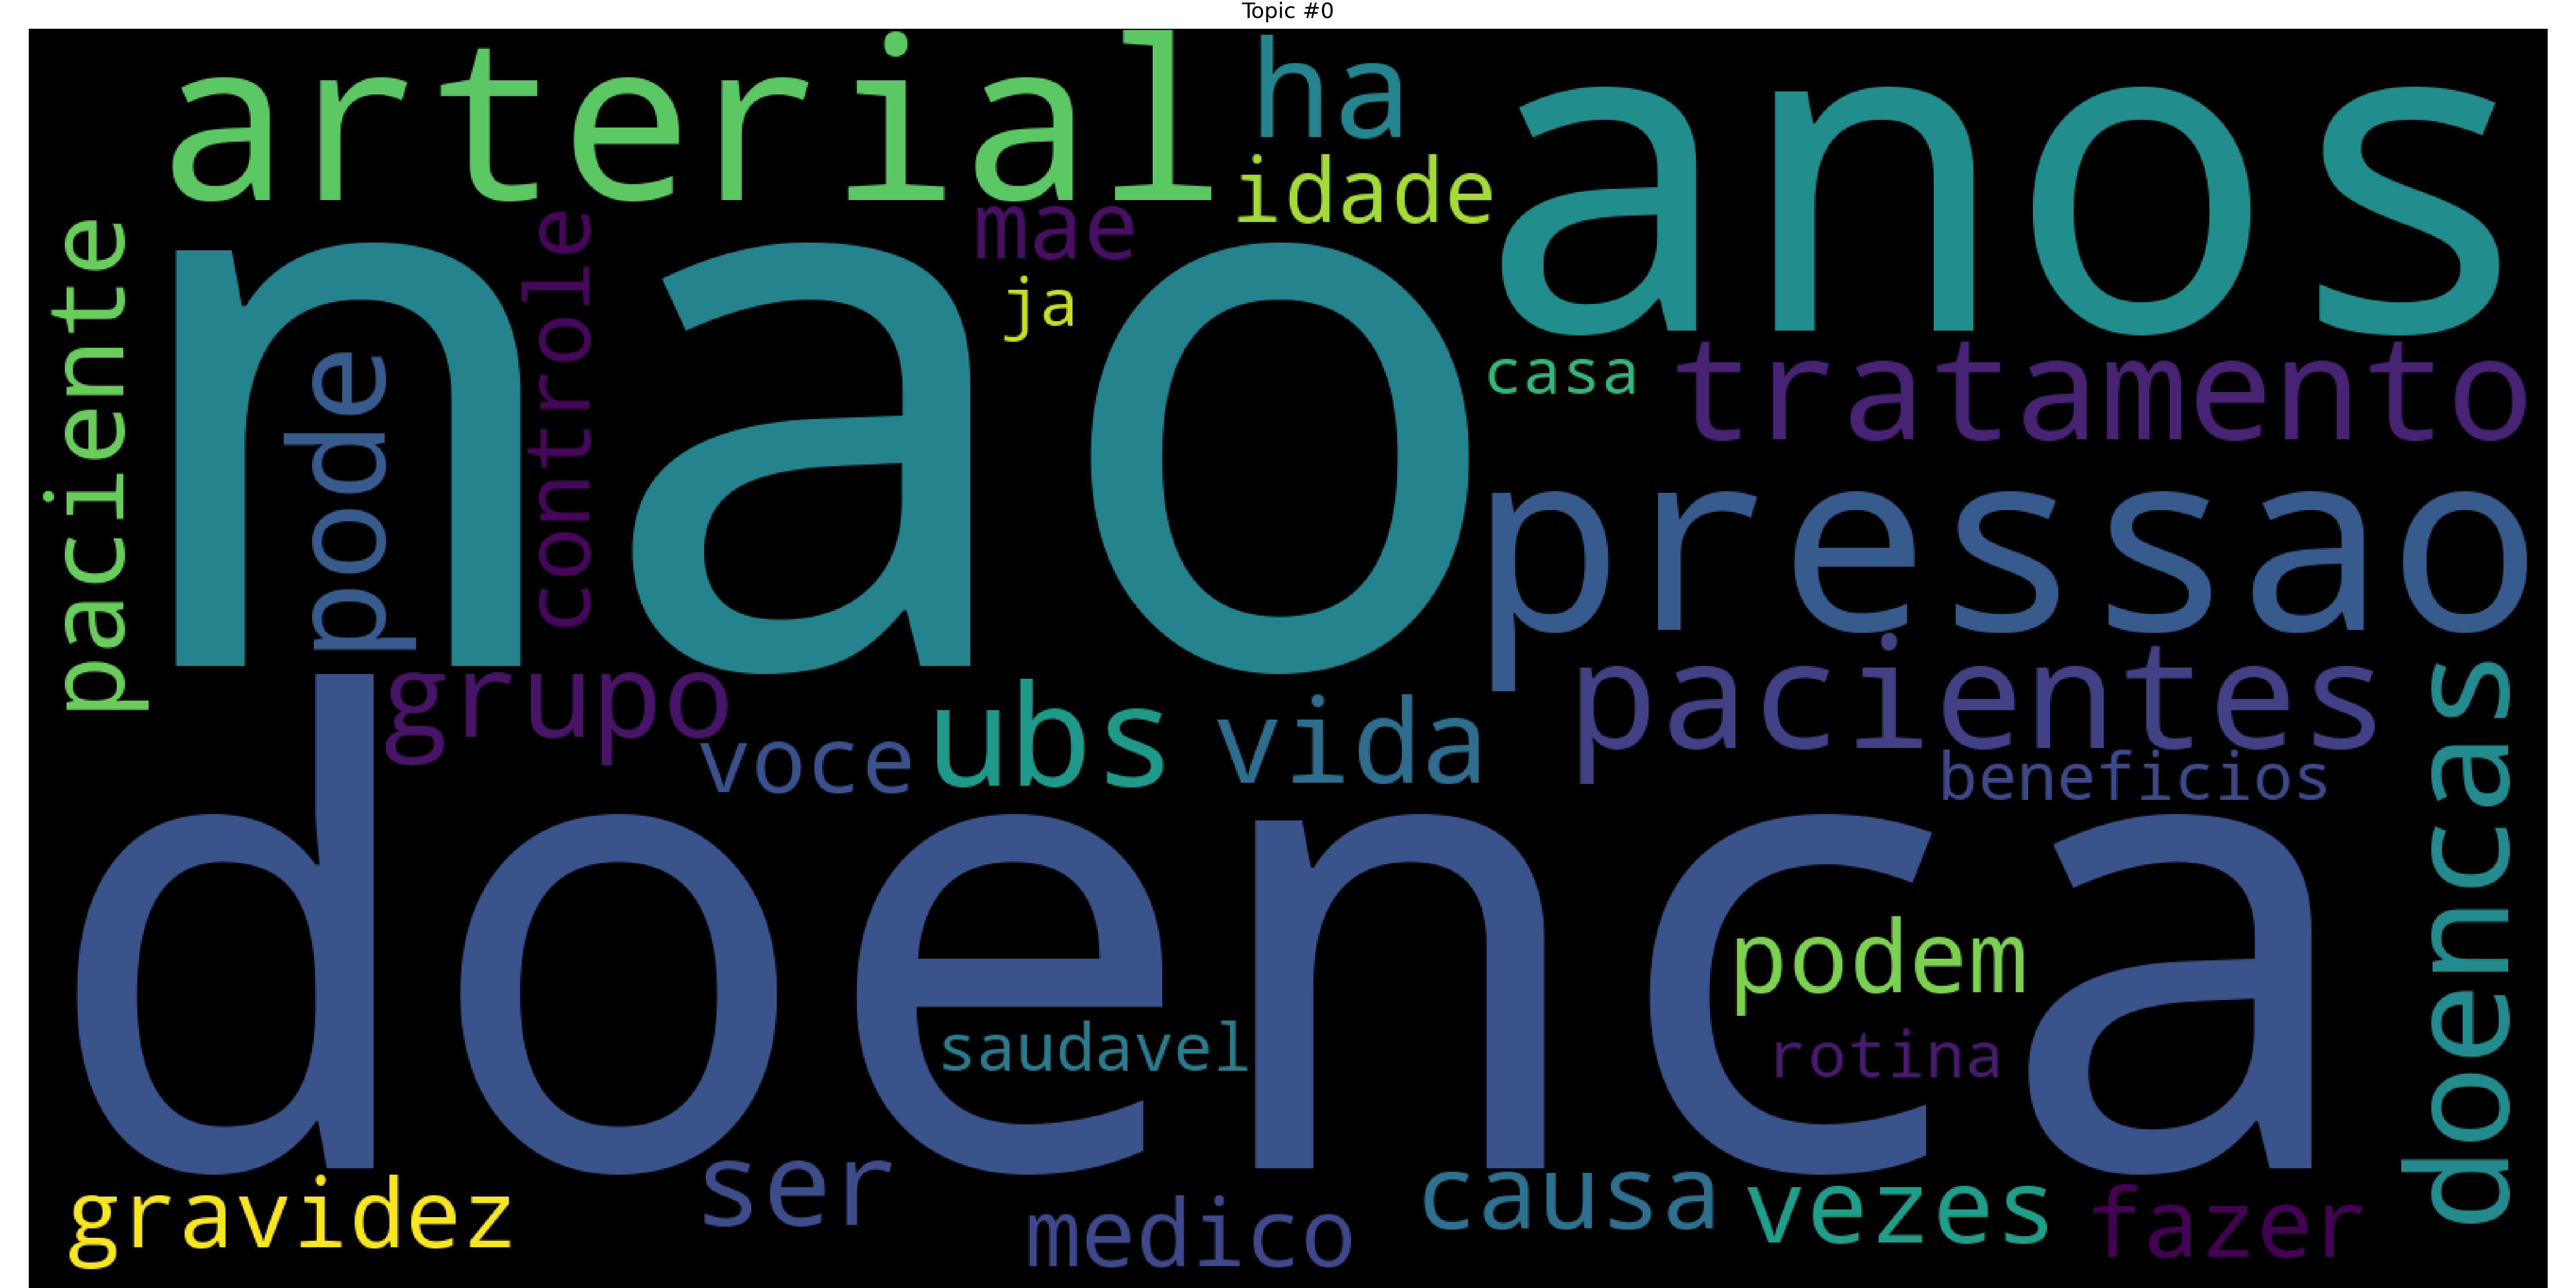 Topic #0
arterial
ha
anos
idade
mae
ja
paciente
nao
pode
controle
casa
tratamento
pressao
grupo
voce
ubs
vida
pacientes
beneficios
doencas
doenca
podem
saudavel
rotina
gravidez
ser
medico
causa
vezes
fazer